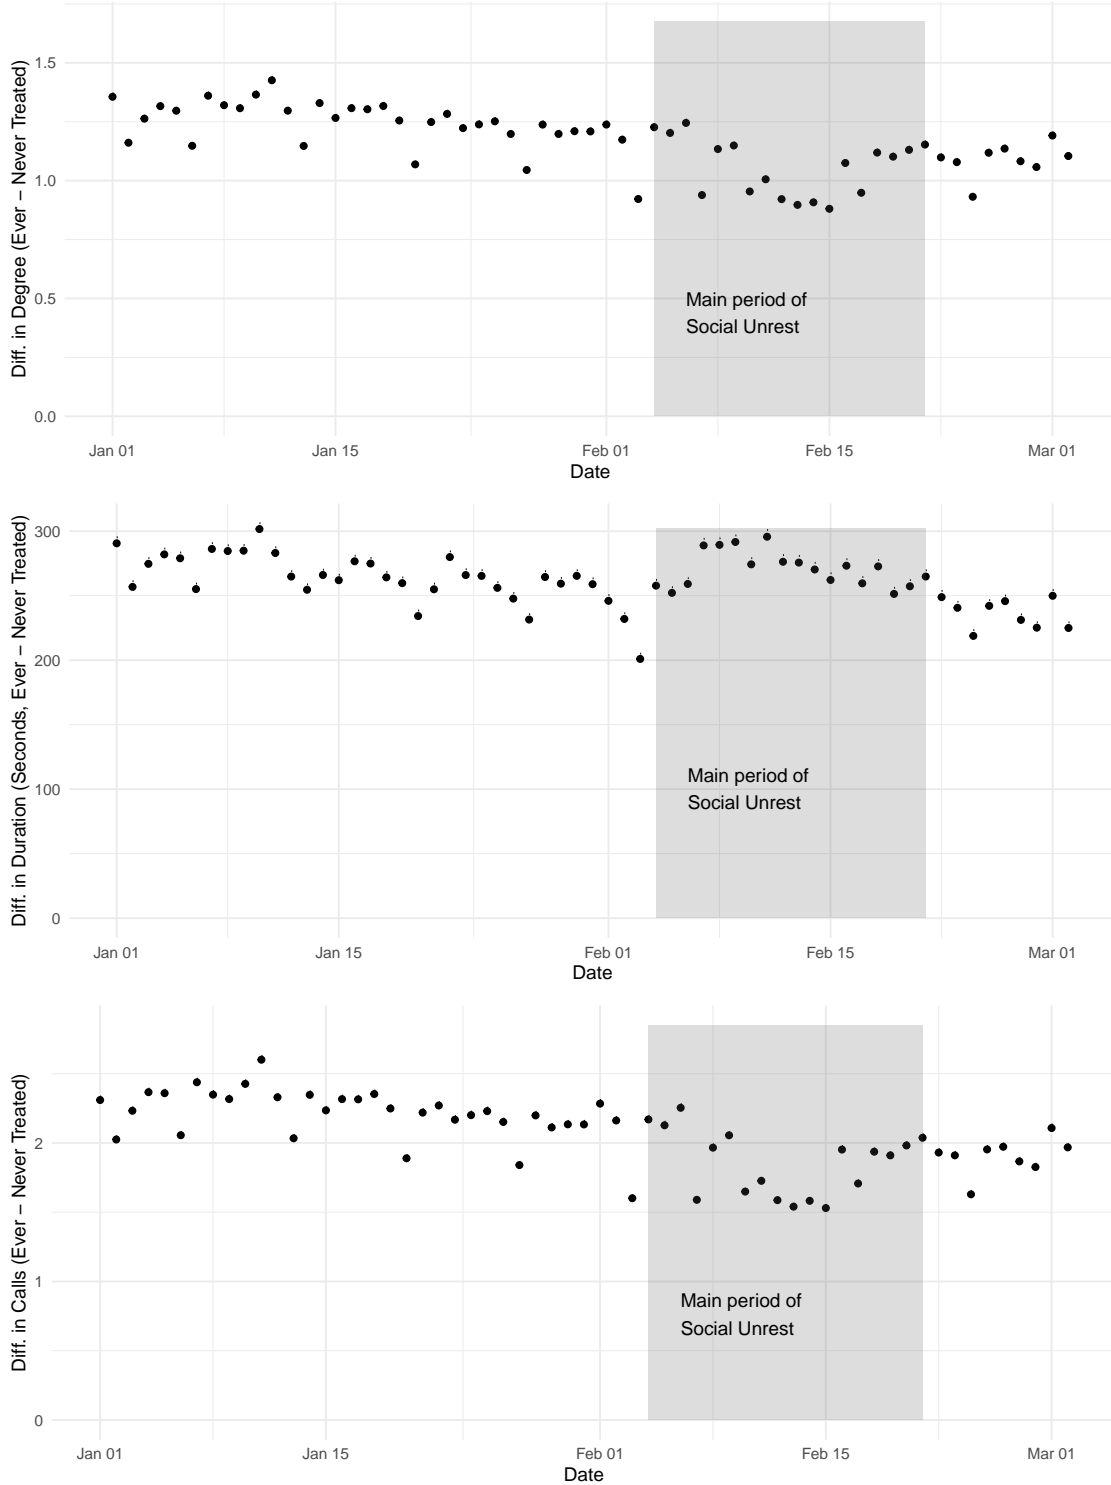 Diff. in Degree (Ever − Never Treated)
1.5
1.0
0.5
0.0
Main period of
Social Unrest
Jan 01
Jan 15
Feb 01
Feb 15
Mar 01
Date
Diff. in Duration (Seconds, Ever − Never Treated)
300
200
100
0
Main period of
Social Unrest
Jan 01
Jan 15
Feb 01
Feb 15
Mar 01
Date
Diff. in Calls (Ever − Never Treated)
2
1
0
Main period of
Social Unrest
Jan 01
Jan 15
Feb 01
Feb 15
Mar 01
Date